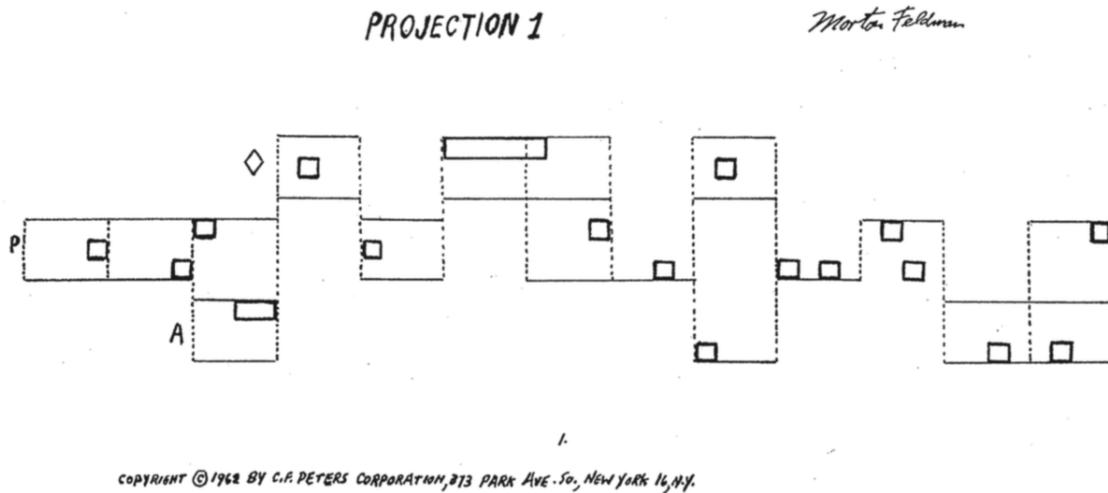 PROJECTION 1
Morton Feldman
◇
P
A
1.
COPYRIGHT © 1962 BY C.F. PETERS CORPORATION, 373 PARK AVE. SO., NEW YORK 16, N.Y.